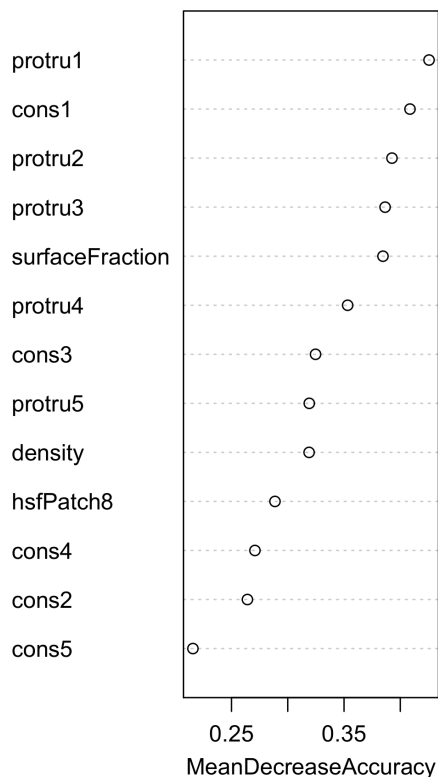 protru1
cons1
protru2
protru3
surfaceFraction
protru4
cons3
protru5
density
hsfPatch8
cons4
cons2
cons5
0.25 0.35
MeanDecreaseAccuracy